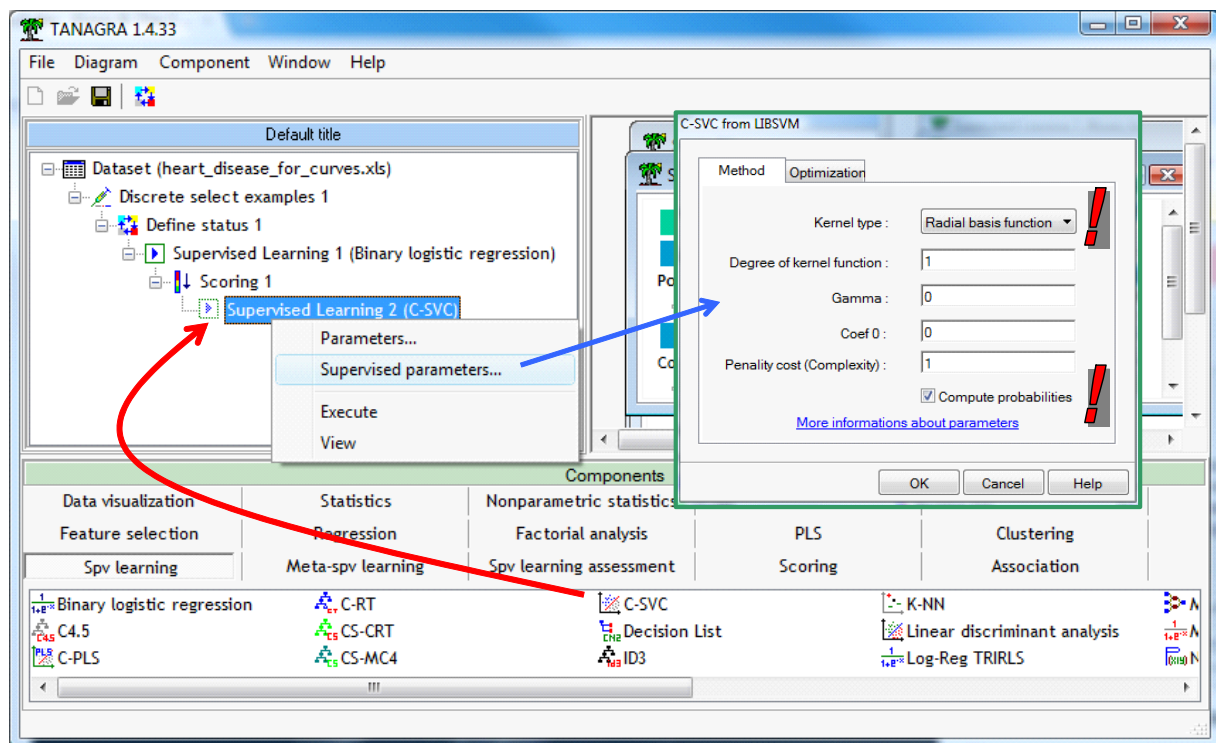 TANAGRA 1.4.33
File Diagram Component Window Help
Default title
Dataset (heart_disease_for_curves.xls)
Discrete select examples 1
Define status 1
Supervised Learning 1 (Binary logistic regression)
Scoring 1
Supervised Learning 2 (C-SVC)
Parameters...
Supervised parameters...
Execute
View
S
Po
Co
C-SVC from LIBSVM
Method Optimization
Kernel type : Radial basis function
Degree of kernel function : 1
Gamma : 0
Coef 0 : 0
Penality cost (Complexity) : 1
Compute probabilities
More informations about parameters
OK Cancel Help
Components
Data visualization Statistics Nonparametric statistics
Feature selection Regression Factorial analysis PLS Clustering
Spv learning Meta-spv learning Spv learning assessment Scoring Association
Binary logistic regression C-RT C-SVC K-NN
C4.5 CS-CRT Decision List Linear discriminant analysis
C-PLS CS-MC4 ID3 Log-Reg TRIRLS